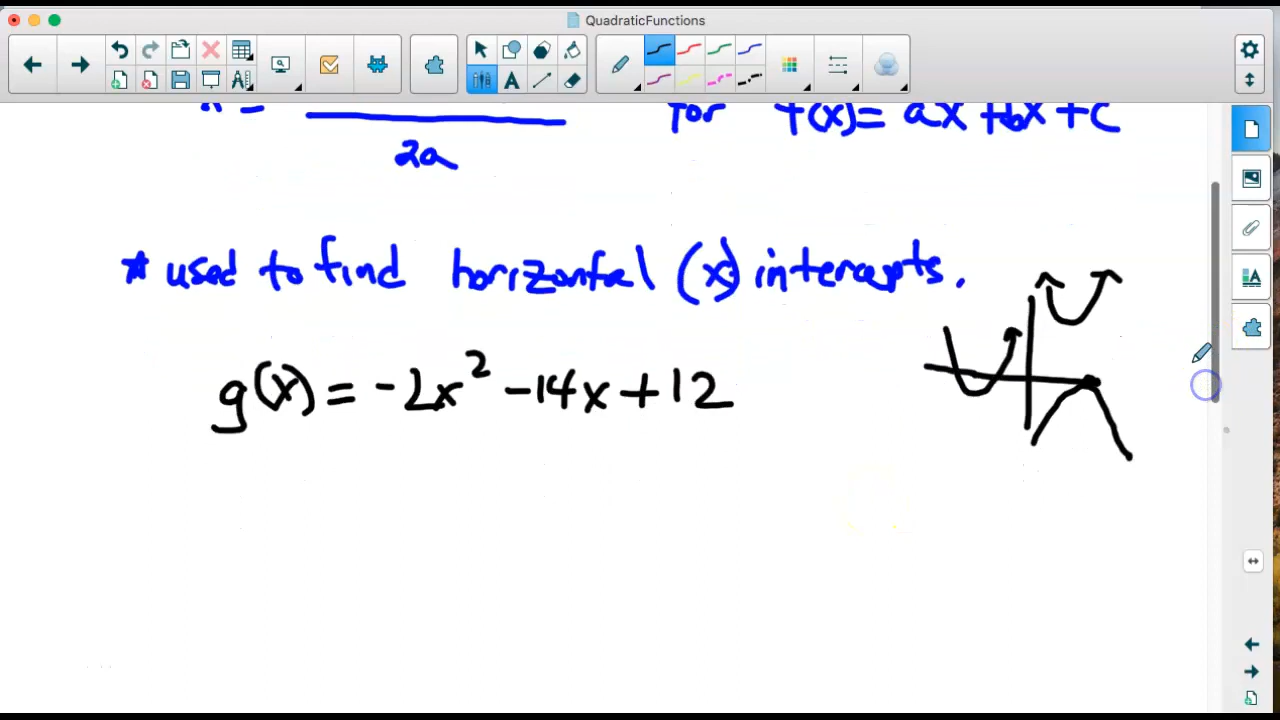 QuadraticFunctions
2a
for f(x)= ax+bx+c
* used to find horizontal (x) intercepts.
g(x) = -2x² -14x +12